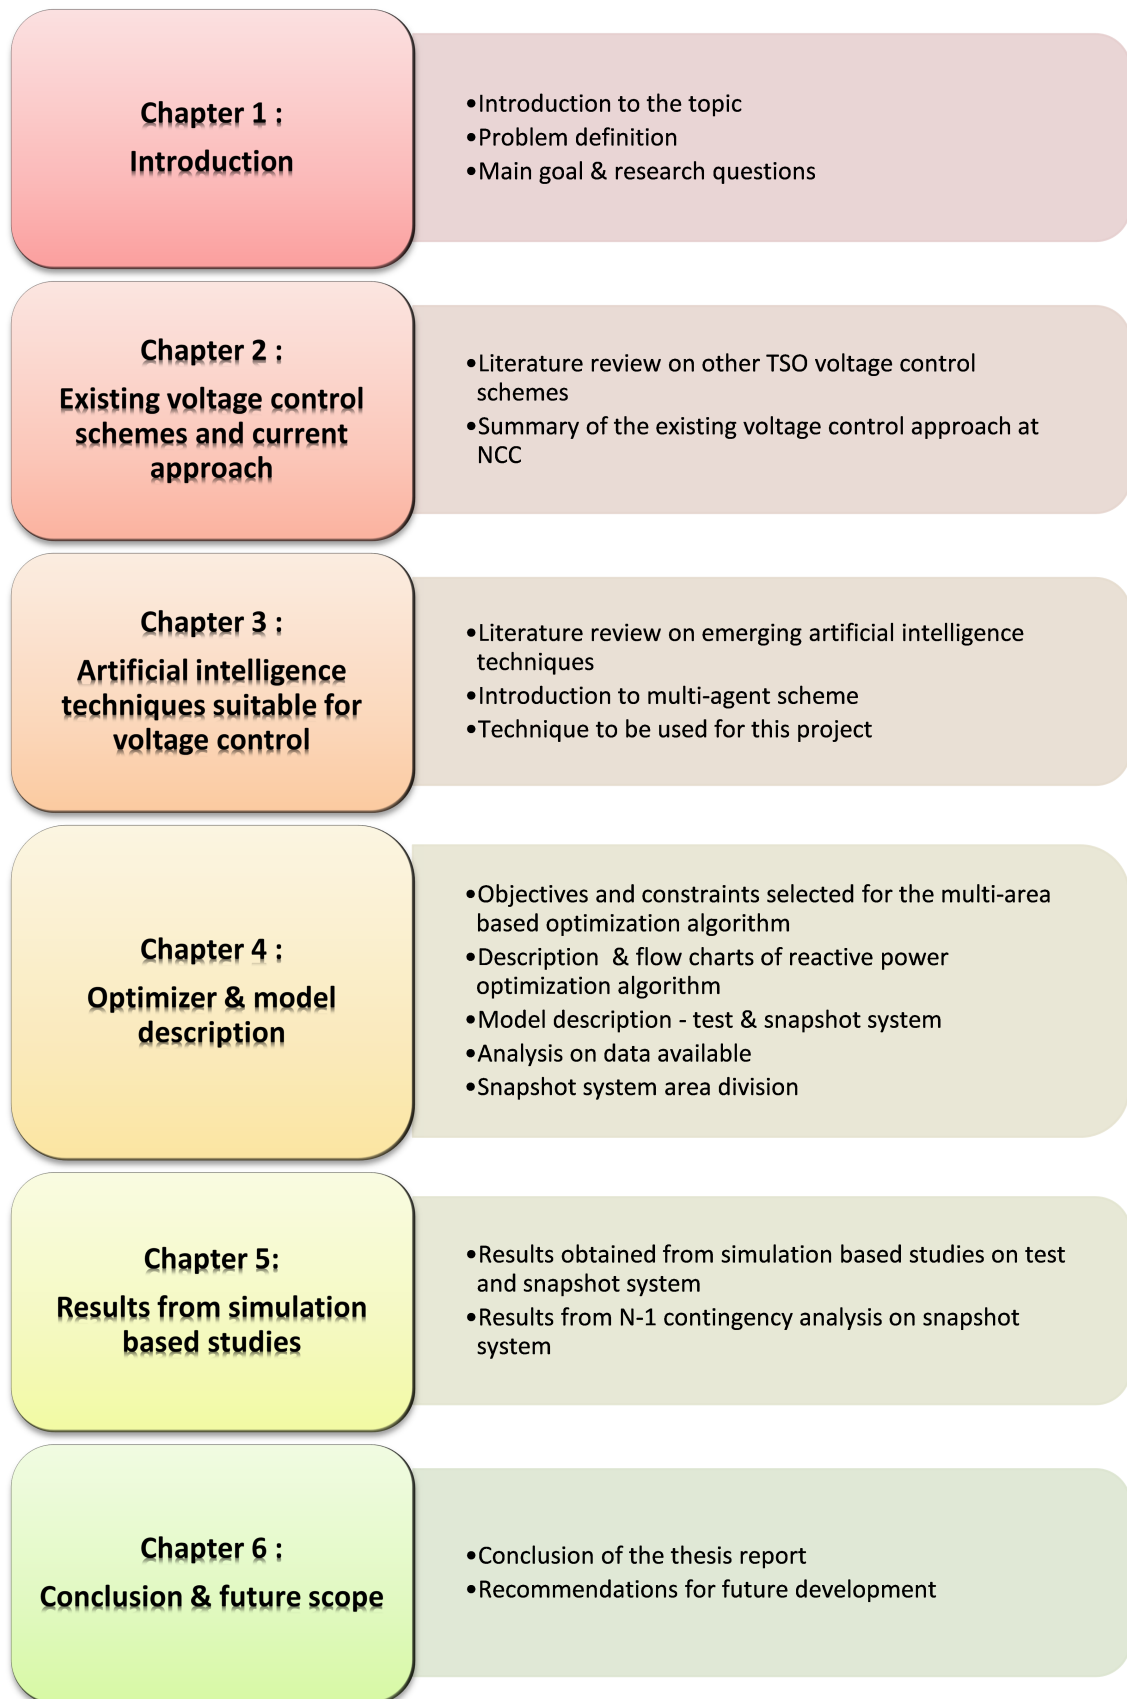 Chapter 1 :
Introduction
•Introduction to the topic
•Problem definition
•Main goal & research questions
Chapter 2 :
Existing voltage control
schemes and current
approach
•Literature review on other TSO voltage control
schemes
•Summary of the existing voltage control approach at
NCC
Chapter 3 :
Artificial intelligence
techniques suitable for
voltage control
•Literature review on emerging artificial intelligence
techniques
•Introduction to multi-agent scheme
•Technique to be used for this project
Chapter 4 :
Optimizer & model
description
•Objectives and constraints selected for the multi-area
based optimization algorithm
•Description  & flow charts of reactive power
optimization algorithm
•Model description - test & snapshot system
•Analysis on data available
•Snapshot system area division
Chapter 5:
Results from simulation
based studies
•Results obtained from simulation based studies on test
and snapshot system
•Results from N-1 contingency analysis on snapshot
system
Chapter 6 :
Conclusion & future scope
•Conclusion of the thesis report
•Recommendations for future development